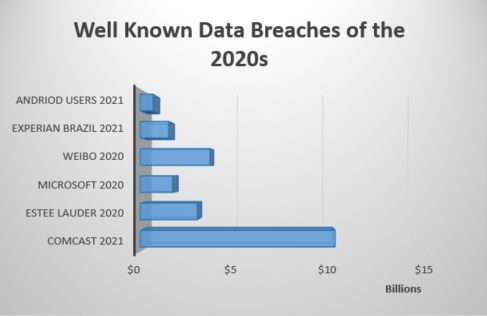 Well Known Data Breaches of the
2020s
ANDRIOD USERS 2021
EXPERIAN BRAZIL 2021
WEIBO 2020
MICROSOFT 2020
ESTEE LAUDER 2020
COMCAST 2021
$0 $5 $10 $15
Billions